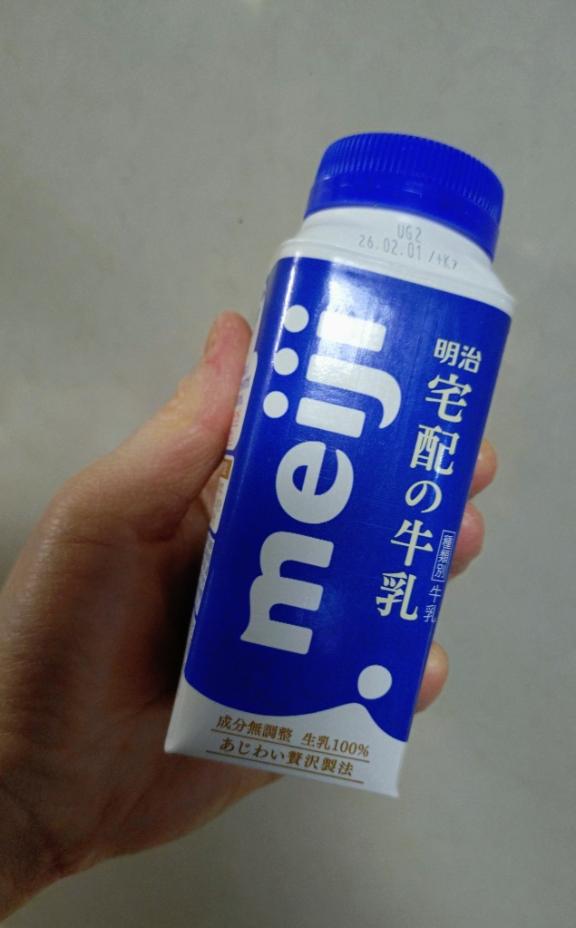 UG2
26.02.01
meiji
明治
宅配の牛乳
種類別 牛乳
成分無調整 生乳100%
あじわい贅沢製法